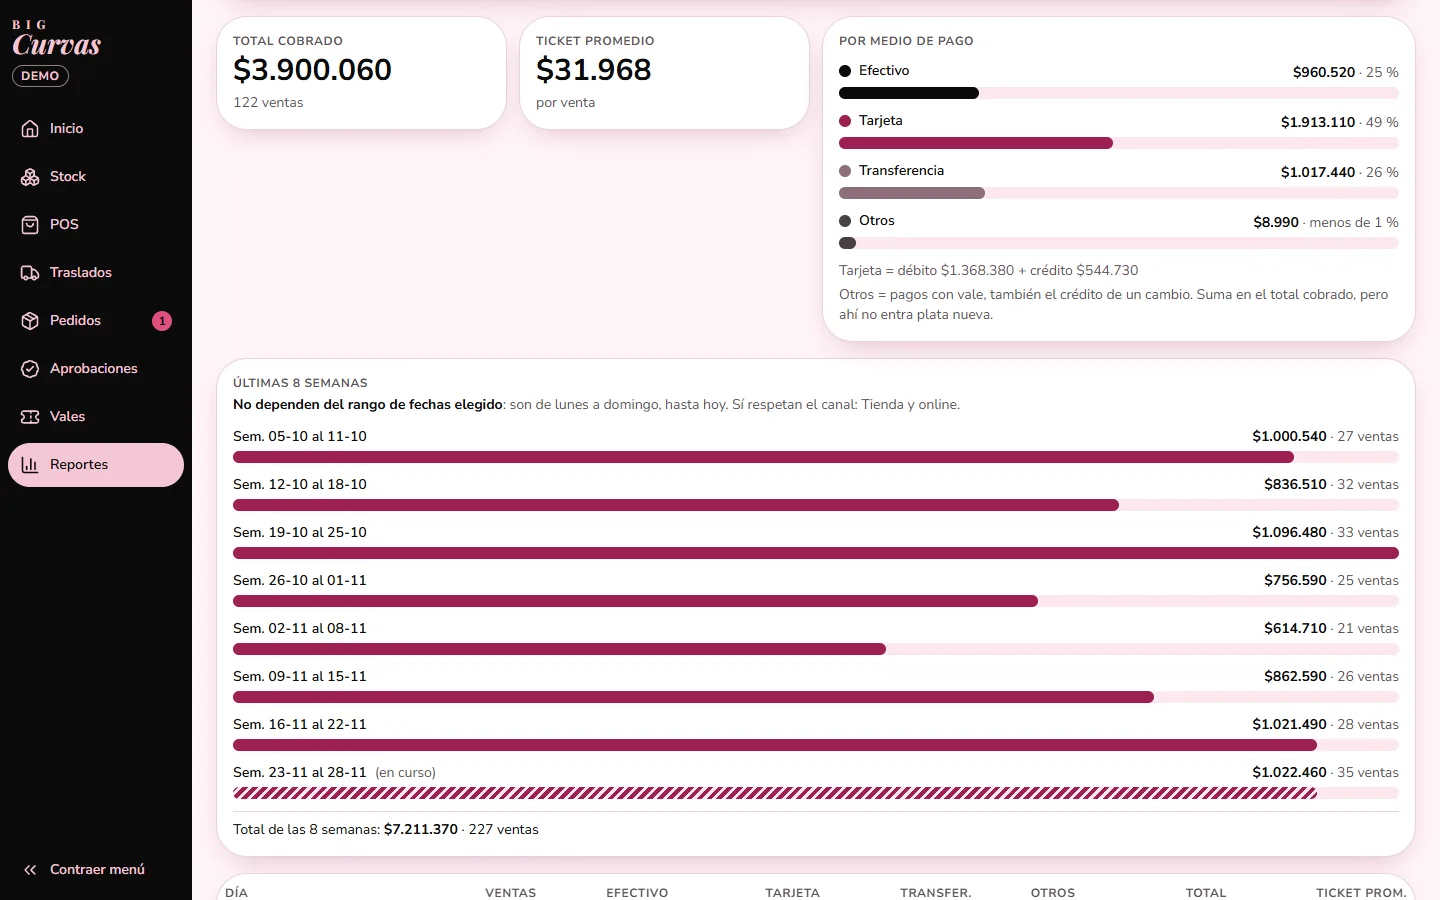 BIG
Curvas
DEMO
Inicio
Stock
POS
Traslados
Pedidos 1
Aprobaciones
Vales
Reportes
Contraer menú
TOTAL COBRADO
$3.900.060
122 ventas
TICKET PROMEDIO
$31.968
por venta
POR MEDIO DE PAGO
Efectivo $960.520 · 25 %
Tarjeta $1.913.110 · 49 %
Transferencia $1.017.440 · 26 %
Otros $8.990 · menos de 1 %
Tarjeta = débito $1.368.380 + crédito $544.730
Otros = pagos con vale, también el crédito de un cambio. Suma en el total cobrado, pero
ahí no entra plata nueva.
ÚLTIMAS 8 SEMANAS
No dependen del rango de fechas elegido: son de lunes a domingo, hasta hoy. Sí respetan el canal: Tienda y online.
Sem. 05-10 al 11-10 $1.000.540 · 27 ventas
Sem. 12-10 al 18-10 $836.510 · 32 ventas
Sem. 19-10 al 25-10 $1.096.480 · 33 ventas
Sem. 26-10 al 01-11 $756.590 · 25 ventas
Sem. 02-11 al 08-11 $614.710 · 21 ventas
Sem. 09-11 al 15-11 $862.590 · 26 ventas
Sem. 16-11 al 22-11 $1.021.490 · 28 ventas
Sem. 23-11 al 28-11 (en curso) $1.022.460 · 35 ventas
Total de las 8 semanas: $7.211.370 · 227 ventas
DÍA VENTAS EFECTIVO TARJETA TRANSFER. OTROS TOTAL TICKET PROM.